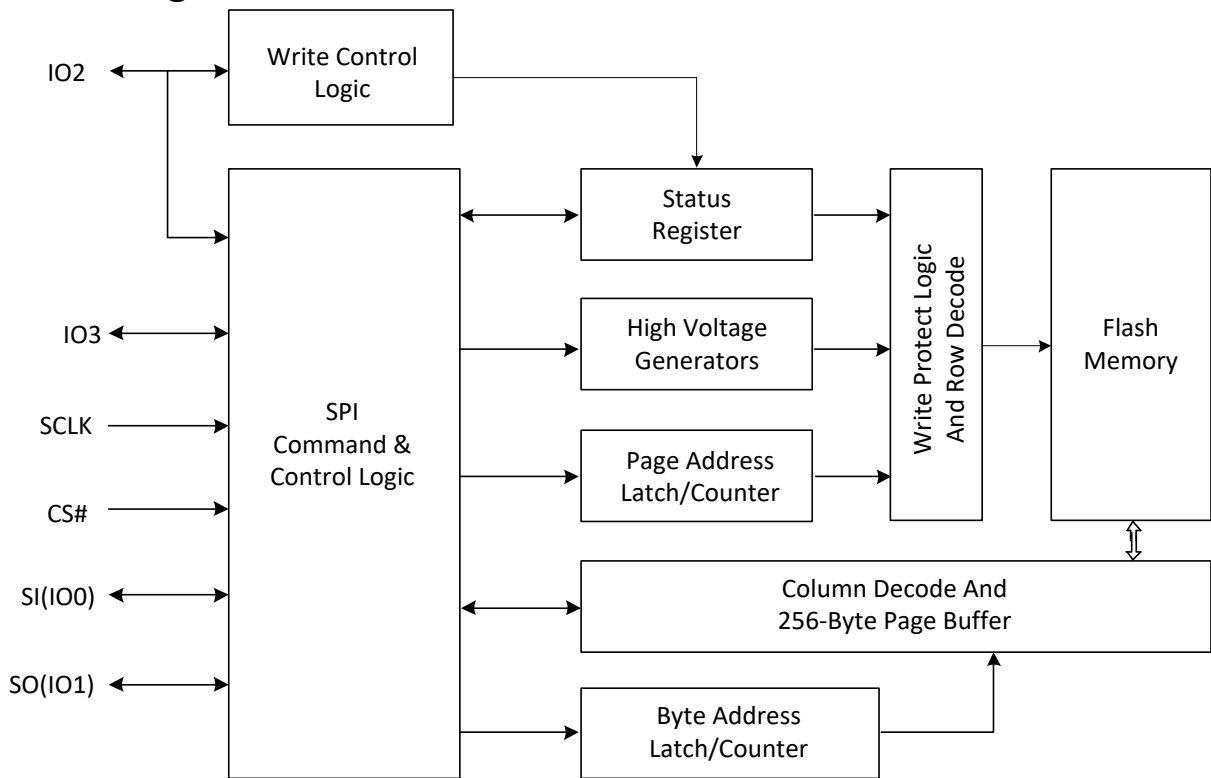 IO2
Write Control
Logic
Status
Register
IO3
High Voltage
Generators
Write Protect Logic
And Row Decode
Flash
Memory
SCLK
SPI
Command &
Control Logic
Page Address
Latch/Counter
CS#
SI(IO0)
Column Decode And
256-Byte Page Buffer
SO(IO1)
Byte Address
Latch/Counter